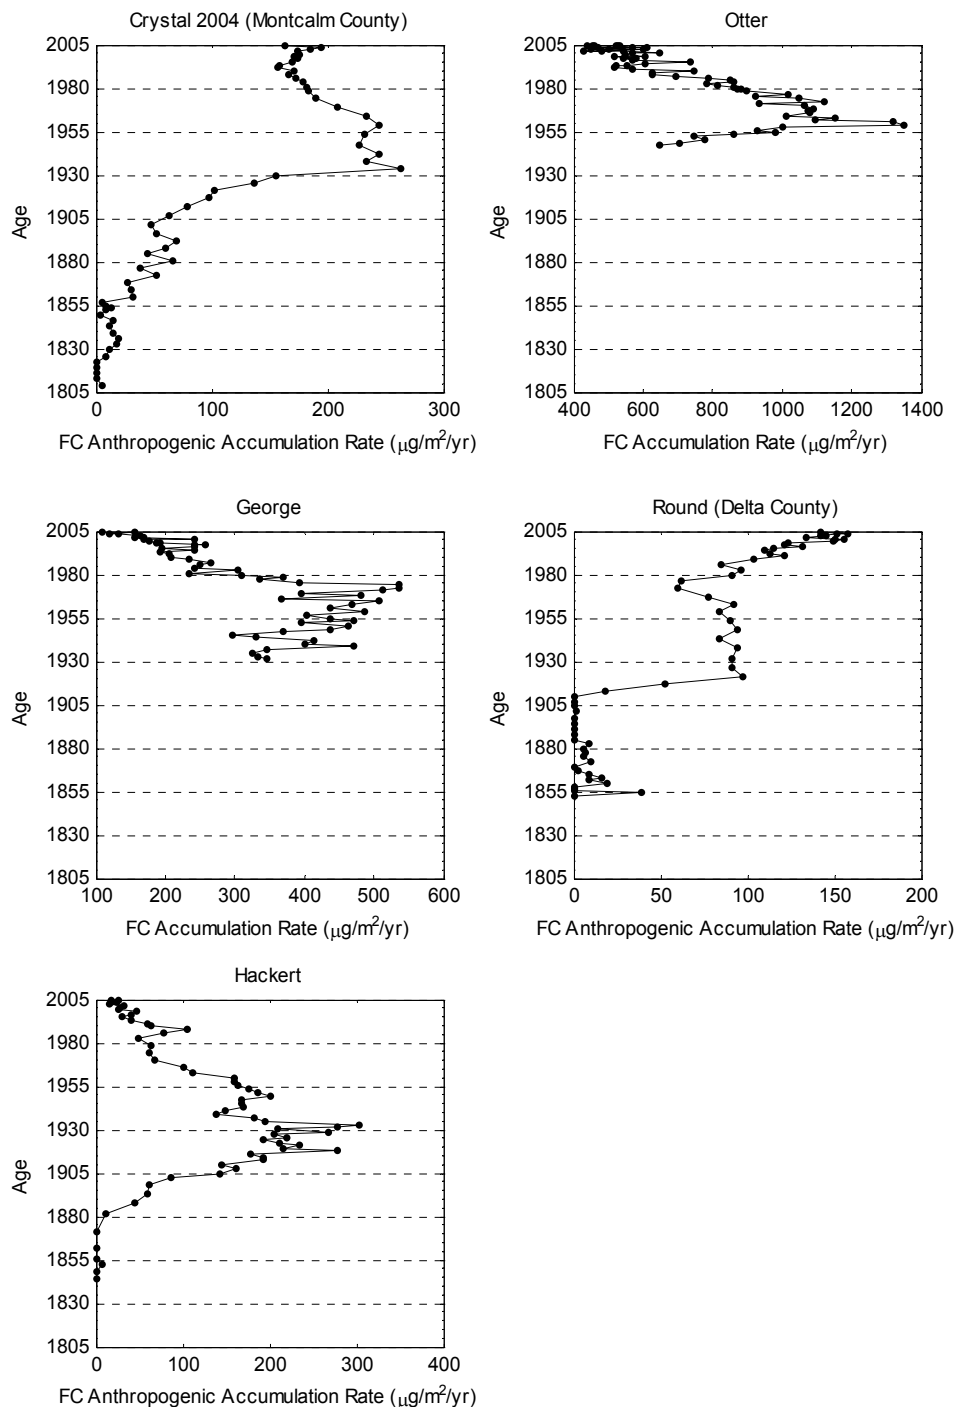 Crystal 2004 (Montcalm County)
2005
1980
1955
1930
1905
1880
1855
1830
1805
Age
0 100 200 300
FC Anthropogenic Accumulation Rate (μg/m²/yr)
Otter
2005
1980
1955
1930
1905
1880
1855
1830
1805
Age
400 600 800 1000 1200 1400
FC Accumulation Rate (μg/m²/yr)
George
2005
1980
1955
1930
1905
1880
1855
1830
1805
Age
100 200 300 400 500 600
FC Accumulation Rate (μg/m²/yr)
Round (Delta County)
2005
1980
1955
1930
1905
1880
1855
1830
1805
Age
0 50 100 150 200
FC Anthropogenic Accumulation Rate (μg/m²/yr)
Hackert
2005
1980
1955
1930
1905
1880
1855
1830
1805
Age
0 100 200 300 400
FC Anthropogenic Accumulation Rate (μg/m²/yr)